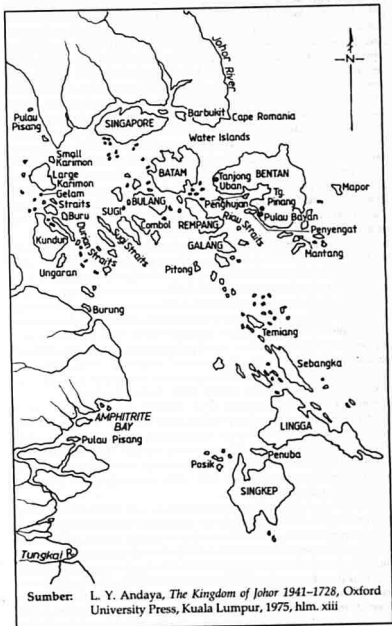 Johor River
-N-
Pulau
Pisang
SINGAPORE
Barbukit
Cape Romania
Water Islands
Small
Karimon
Large
Karimon
Gelam
Straits
Buru
Kundur
Ungaran
Durian Straits
SUGI
Sugi Straits
BULANG
Combol
BATAM
Tanjong
Uban
BENTAN
Tg.
Pinang
Pulau Bayan
Penghujan
Riau Straits
REMPANG
GALANG
Pitong
Mapor
Penyengat
Mantang
Burung
Temiang
Sebangka
AMPHITRITE
BAY
Pulau Pisang
LINGGA
Penuba
Posik
SINGKEP
Tungkal R.
Sumber: L. Y. Andaya, The Kingdom of Johor 1941–1728, Oxford
University Press, Kuala Lumpur, 1975, hlm. xiii